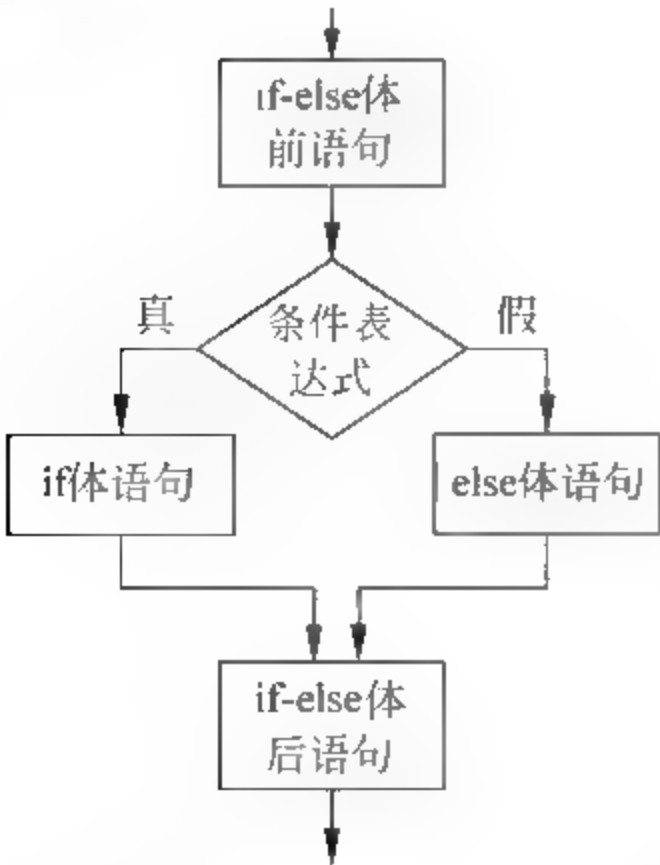 if-else体
前语句
真
条件表
达式
假
if体语句
else体语句
if-else体
后语句